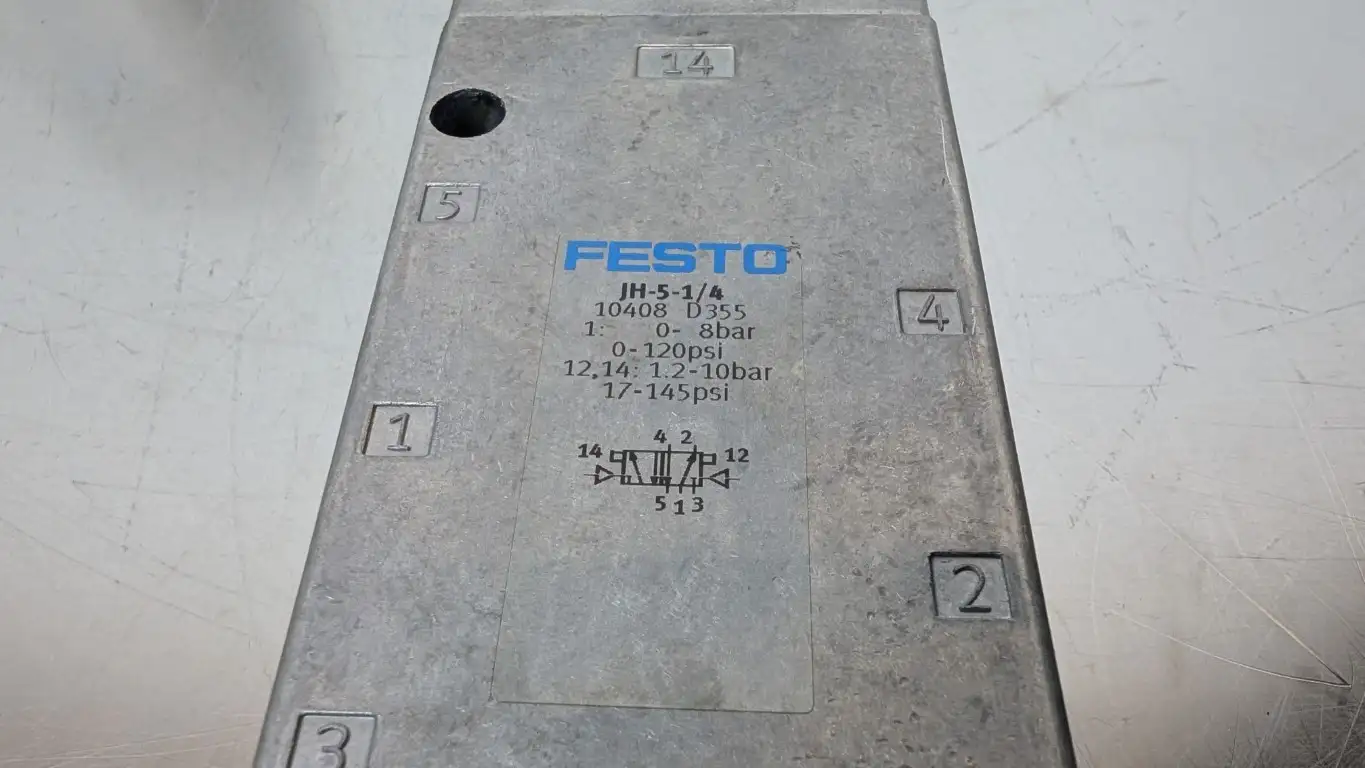 14
5
FESTO
JH-5-1/4
10408 D355
1: 0- 8bar
0-120psi
12,14: 1.2-10bar
17-145psi
4
1
4 2
14 12
5 1 3
2
3